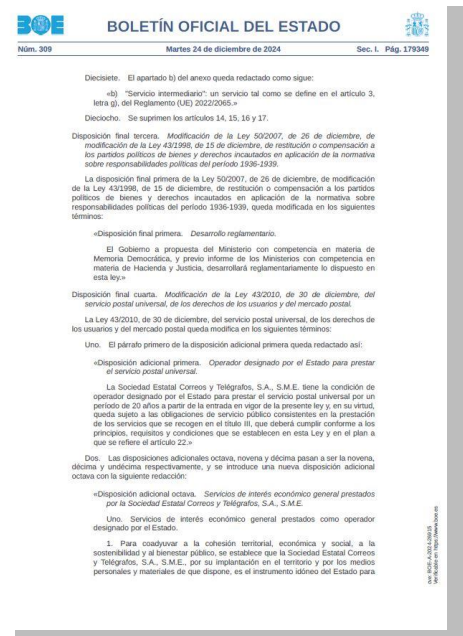 BOE
BOLETÍN OFICIAL DEL ESTADO
Núm. 309
Martes 24 de diciembre de 2024
Sec. I. Pág. 179349
Diecisiete. El apartado b) del anexo queda redactado como sigue:
«b) "Servicio intermediario": un servicio tal como se define en el artículo 3,
letra g), del Reglamento (UE) 2022/2065.»
Dieciocho. Se suprimen los artículos 14, 15, 16 y 17.
Disposición final tercera. Modificación de la Ley 50/2007, de 26 de diciembre, de
modificación de la Ley 43/1998, de 15 de diciembre, de restitución o compensación a
los partidos políticos de bienes y derechos incautados en aplicación de la normativa
sobre responsabilidades políticas del período 1936-1939.
La disposición final primera de la Ley 50/2007, de 26 de diciembre, de modificación
de la Ley 43/1998, de 15 de diciembre, de restitución o compensación a los partidos
políticos de bienes y derechos incautados en aplicación de la normativa sobre
responsabilidades políticas del período 1936-1939, queda modificada en los siguientes
términos:
«Disposición final primera. Desarrollo reglamentario.
El Gobierno a propuesta del Ministerio con competencia en materia de
Memoria Democrática, y previo informe de los Ministerios con competencia en
materia de Hacienda y Justicia, desarrollará reglamentariamente lo dispuesto en
esta ley.»
Disposición final cuarta. Modificación de la Ley 43/2010, de 30 de diciembre, del
servicio postal universal, de los derechos de los usuarios y del mercado postal.
La Ley 43/2010, de 30 de diciembre, del servicio postal universal, de los derechos de
los usuarios y del mercado postal queda modifica en los siguientes términos:
Uno. El párrafo primero de la disposición adicional primera queda redactado así:
«Disposición adicional primera. Operador designado por el Estado para prestar
el servicio postal universal.
La Sociedad Estatal Correos y Telégrafos, S.A., S.M.E. tiene la condición de
operador designado por el Estado para prestar el servicio postal universal por un
período de 20 años a partir de la entrada en vigor de la presente ley y, en su virtud,
queda sujeto a las obligaciones de servicio público consistentes en la prestación
de los servicios que se recogen en el título III, que deberá cumplir conforme a los
principios, requisitos y condiciones que se establecen en esta Ley y en el plan a
que se refiere el artículo 22.»
Dos. Las disposiciones adicionales octava, novena y décima pasan a ser la novena,
décima y undécima respectivamente, y se introduce una nueva disposición adicional
octava con la siguiente redacción:
«Disposición adicional octava. Servicios de interés económico general prestados
por la Sociedad Estatal Correos y Telégrafos, S.A., S.M.E.
Uno. Servicios de interés económico general prestados como operador
designado por el Estado.
1. Para coadyuvar a la cohesión territorial, económica y social, a la
sostenibilidad y al bienestar público, se establece que la Sociedad Estatal Correos
y Telégrafos, S.A., S.M.E., por su implantación en el territorio y por los medios
personales y materiales de que dispone, es el instrumento idóneo del Estado para
Verificable en https://www.boe.es